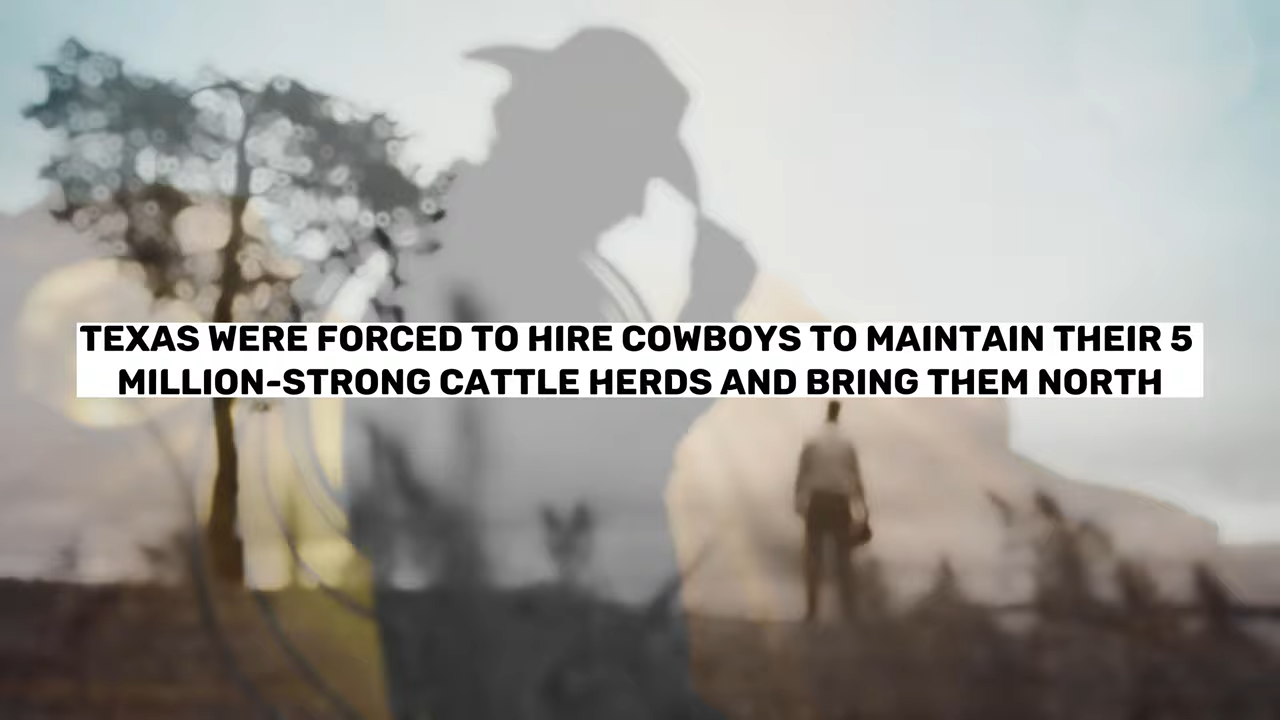 TEXAS WERE FORCED TO HIRE COWBOYS TO MAINTAIN THEIR 5
MILLION-STRONG CATTLE HERDS AND BRING THEM NORTH